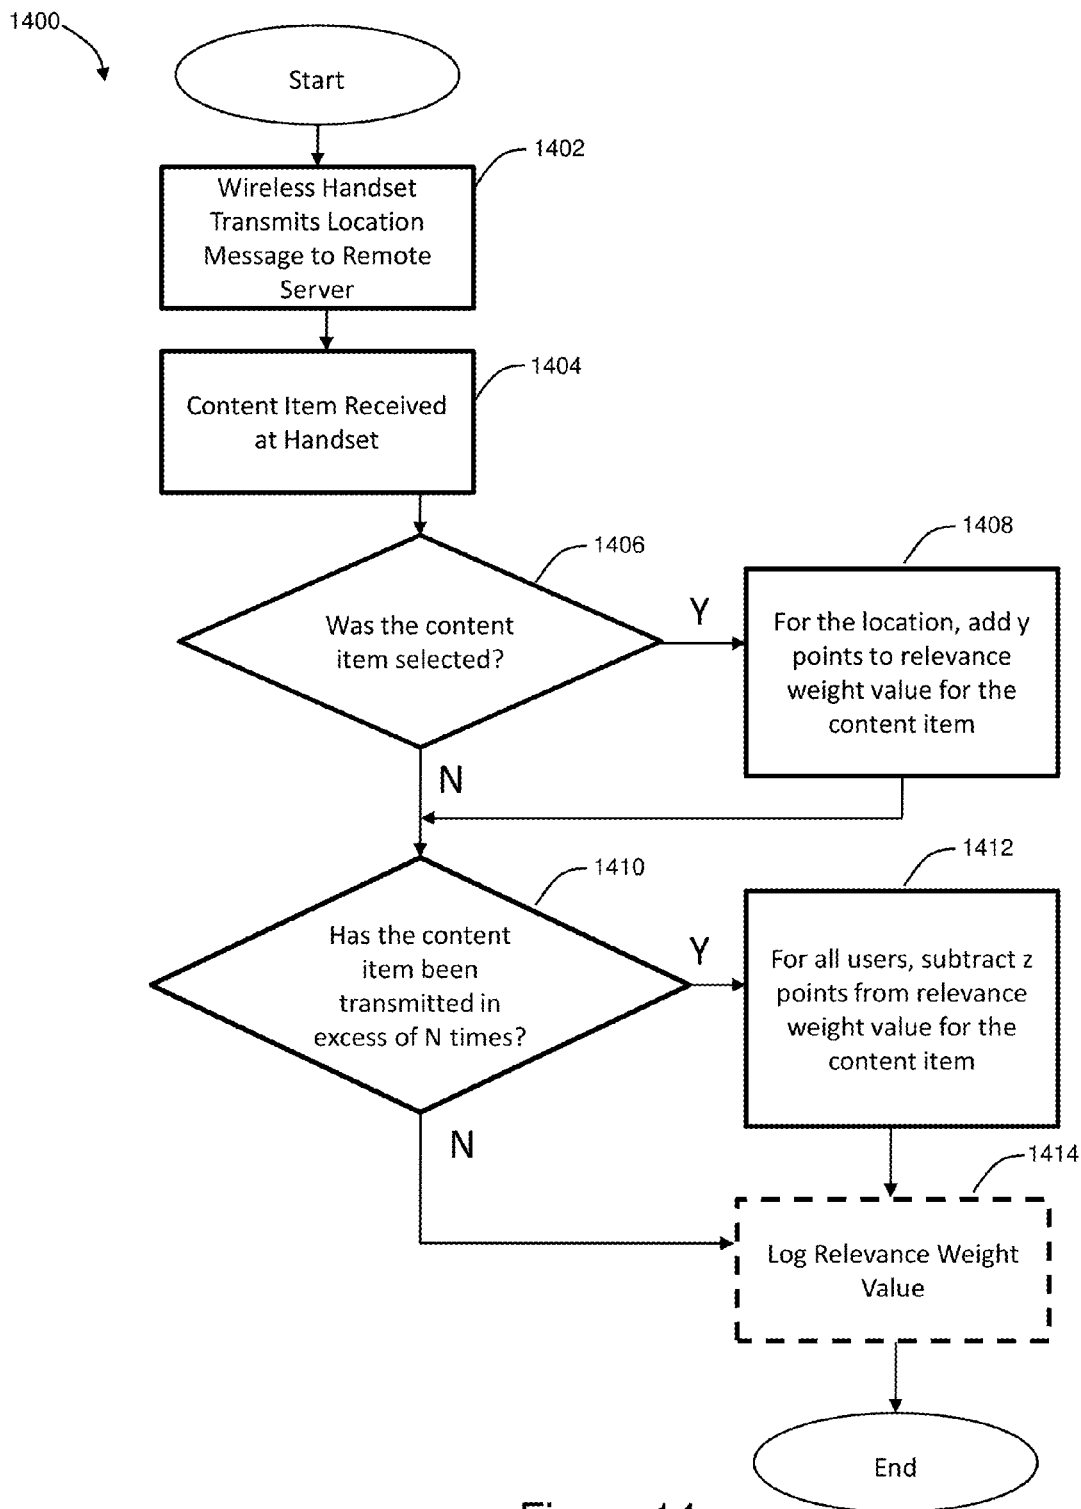 1400
Start
1402
Wireless Handset
Transmits Location
Message to Remote
Server
1404
Content Item Received
at Handset
1406
Was the content
item selected?
Y
1408
For the location, add y
points to relevance
weight value for the
content item
N
1410
Has the content
item been
transmitted in
excess of N times?
Y
1412
For all users, subtract z
points from relevance
weight value for the
content item
N
1414
Log Relevance Weight
Value
End